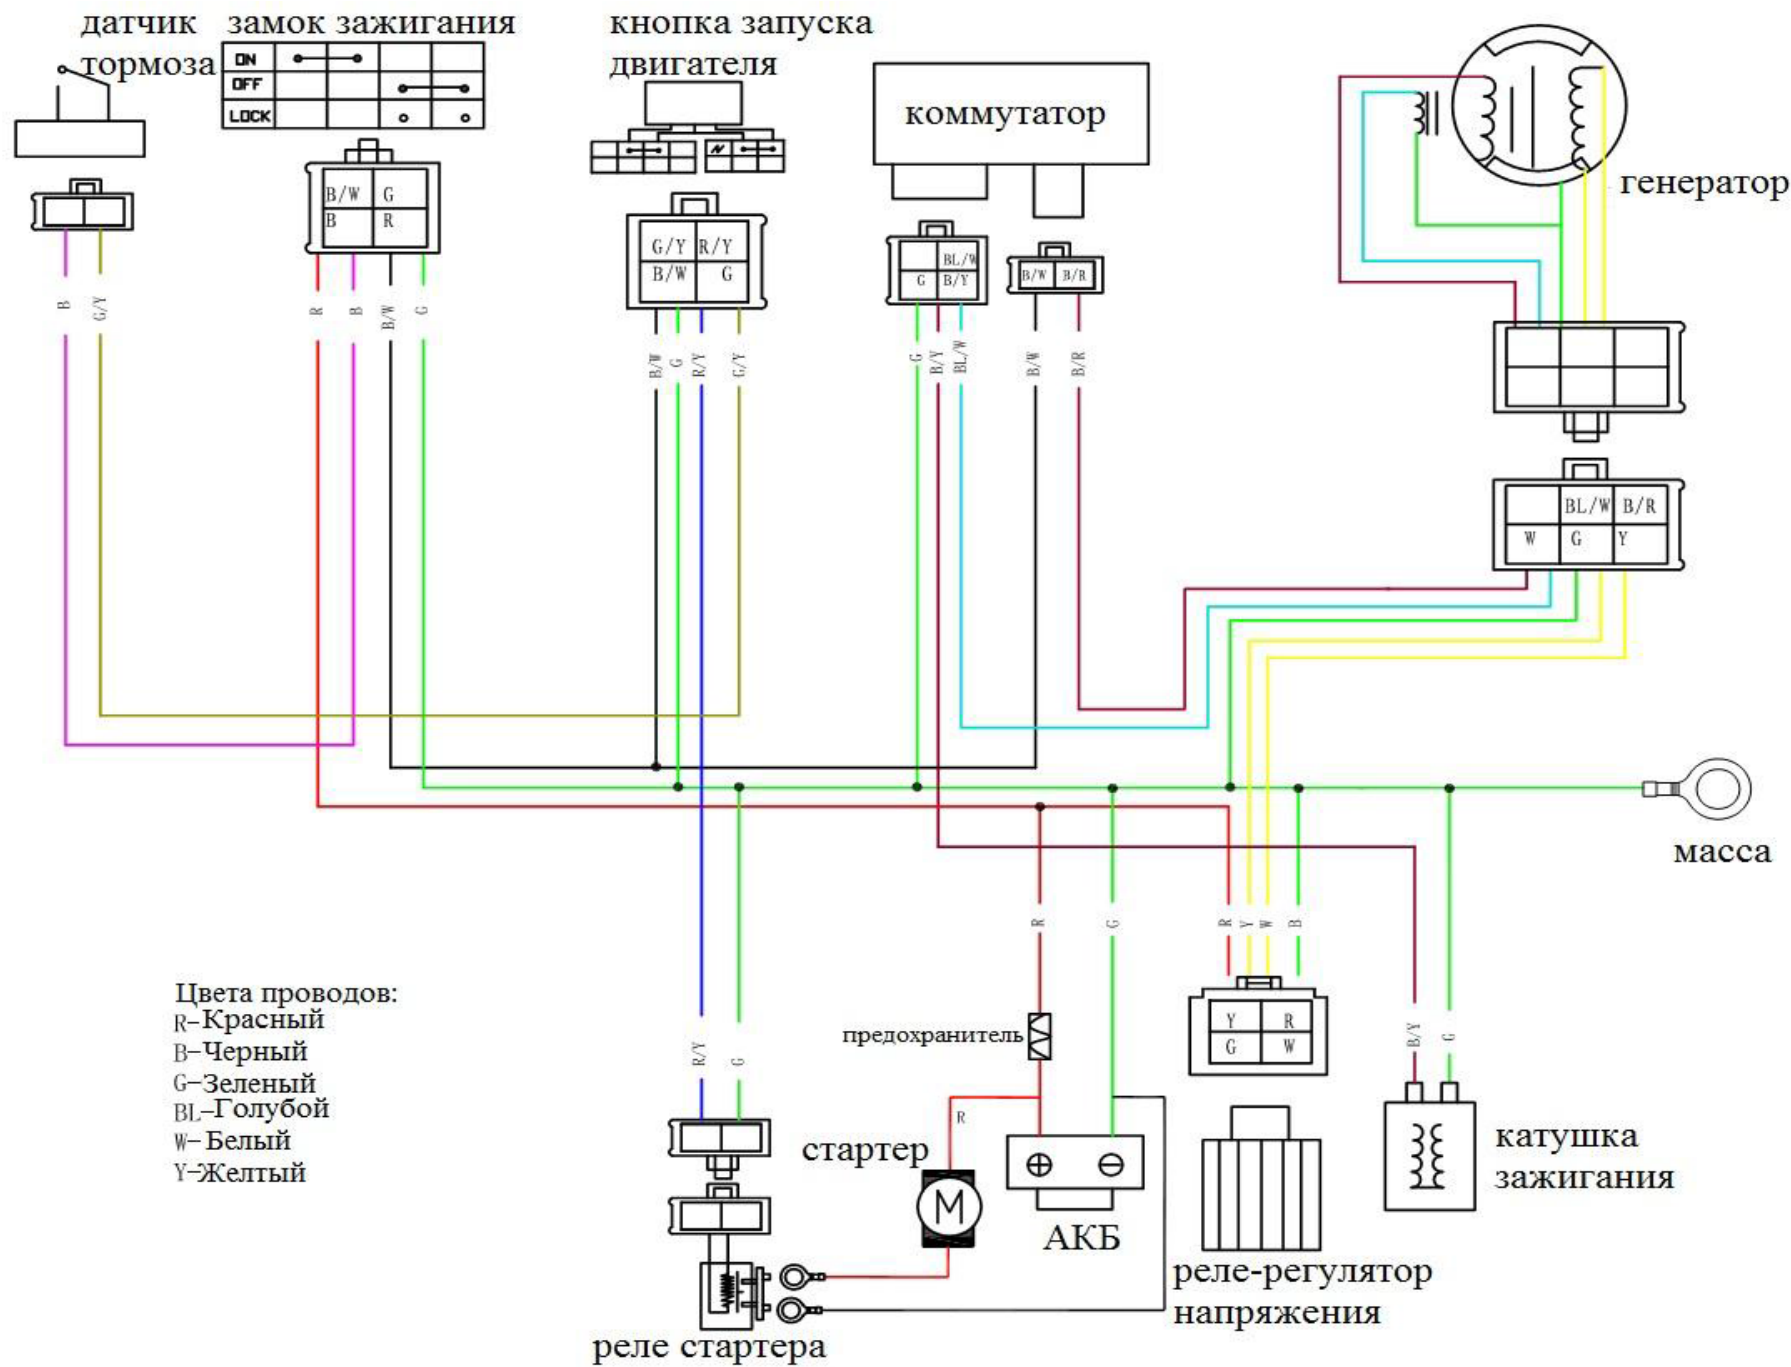 датчик
тормоза
замок зажигания
ON
OFF
LOCK
кнопка запуска
двигателя
коммутатор
генератор
B/W G
B R
G/Y R/Y
B/W G
BL/W
G B/Y
B/W B/R
B
G/Y
R
B
B/W
G
B/W
G
R/Y
G/Y
G
B/Y
BL/W
B/W
B/R
BL/W B/R
W G Y
масса
R
G
R
Y
W
B
Цвета проводов:
R-Красный
B-Черный
G-Зеленый
BL-Голубой
W-Белый
Y-Желтый
R/Y
G
предохранитель
R
стартер
M
АКБ
Y R
G W
B/Y
G
катушка
зажигания
реле-регулятор
напряжения
реле стартера